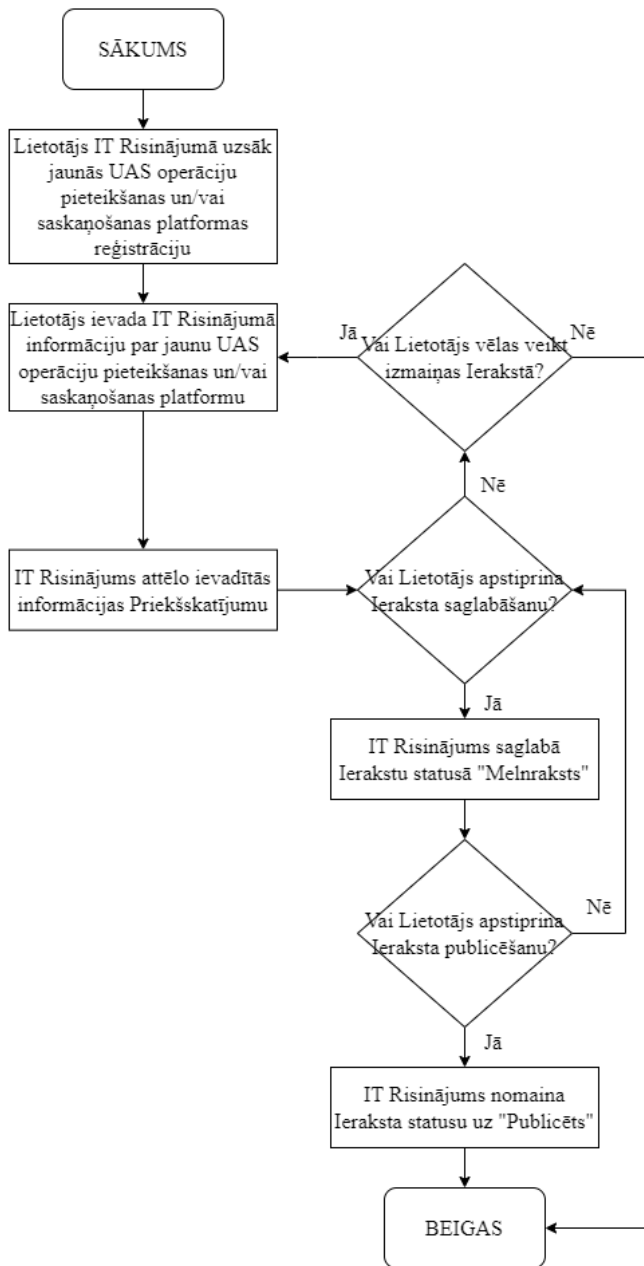 SĀKUMS
Lietotājs IT Risinājumā uzsāk
jaunās UAS operāciju
pieteikšanas un/vai
saskaņošanas platformas
reģistrāciju
Lietotājs ievada IT Risinājumā
informāciju par jaunu UAS
operāciju pieteikšanas un/vai
saskaņošanas platformu
Jā
Vai Lietotājs vēlas veikt
izmaiņas Ierakstā?
Nē
Nē
IT Risinājums attēlo ievadītās
informācijas Priekšskatījumu
Vai Lietotājs apstiprina
Ieraksta saglabāšanu?
Jā
IT Risinājums saglabā
Ierakstu statusā "Melnraksts"
Vai Lietotājs apstiprina
Ieraksta publicēšanu?
Nē
Jā
IT Risinājums nomaina
Ieraksta statusu uz "Publicēts"
BEIGAS